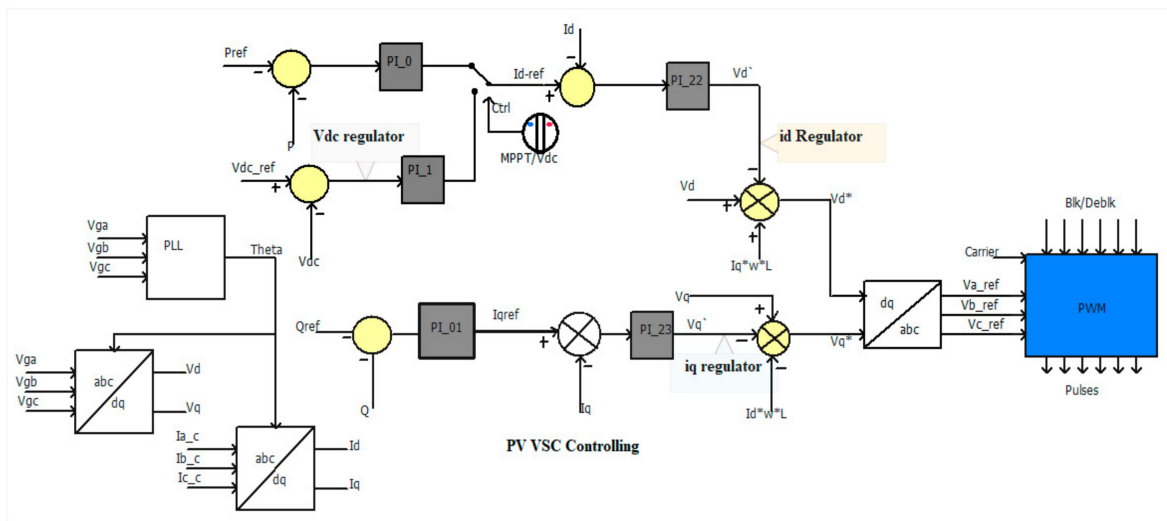 Id
Pref
PI_0
Id-ref
PI_22
Vd`
Ctrl
P
Vdc regulator
MPPT/Vdc
id Regulator
Vdc_ref
PI_1
Vd
Vd*
Blk/Deblk
Vga
Vgb
Vgc
PLL
Theta
Vdc
Iq*w*L
Carrier
Va_ref
Vb_ref
Vc_ref
PWM
dq
abc
Qref
PI_01
Iqref
Vq
PI_23
Vq`
Vq*
iq regulator
Pulses
Vga
Vgb
Vgc
abc
dq
Vd
Vq
Q
Iq
Id*w*L
Ia_c
Ib_c
Ic_c
abc
dq
Id
Iq
PV VSC Controlling